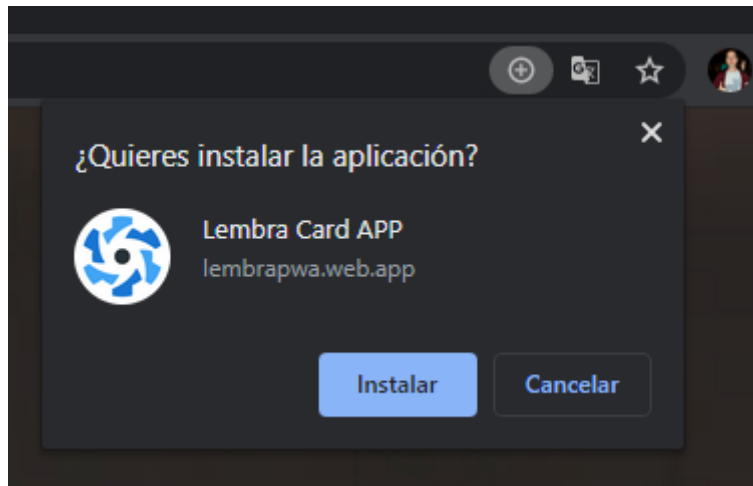 ¿Quieres instalar la aplicación?
Lembra Card APP
lembrapwa.web.app
Instalar
Cancelar